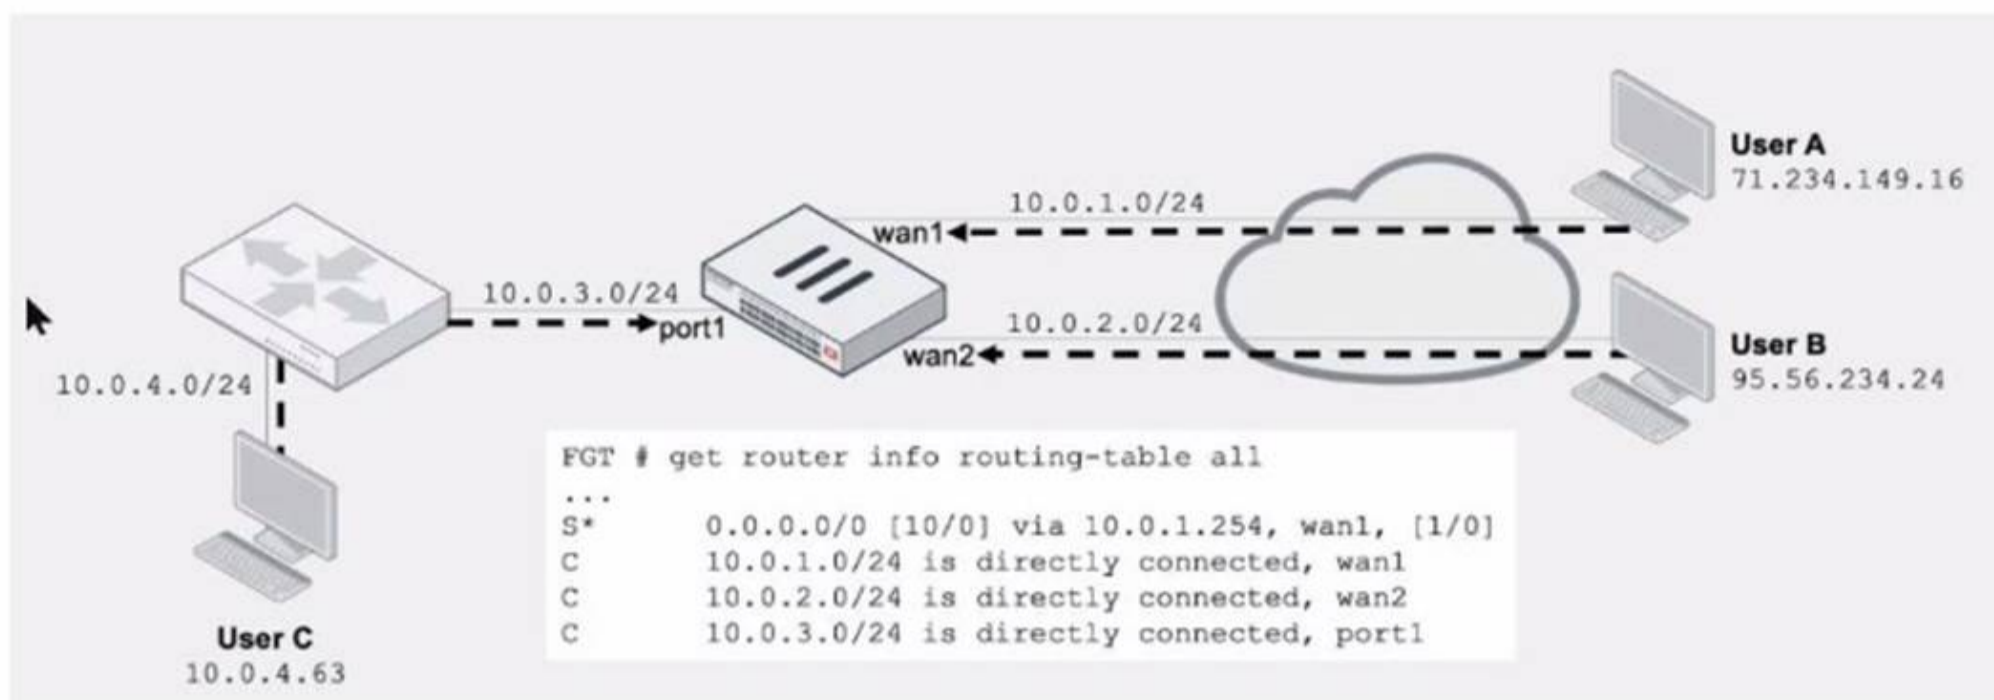 User A
71.234.149.16
10.0.1.0/24
wan1
10.0.3.0/24
port1
10.0.2.0/24
wan2
User B
95.56.234.24
10.0.4.0/24
FGT # get router info routing-table all
...
S* 0.0.0.0/0 [10/0] via 10.0.1.254, wan1, [1/0]
C 10.0.1.0/24 is directly connected, wan1
C 10.0.2.0/24 is directly connected, wan2
C 10.0.3.0/24 is directly connected, port1
User C
10.0.4.63